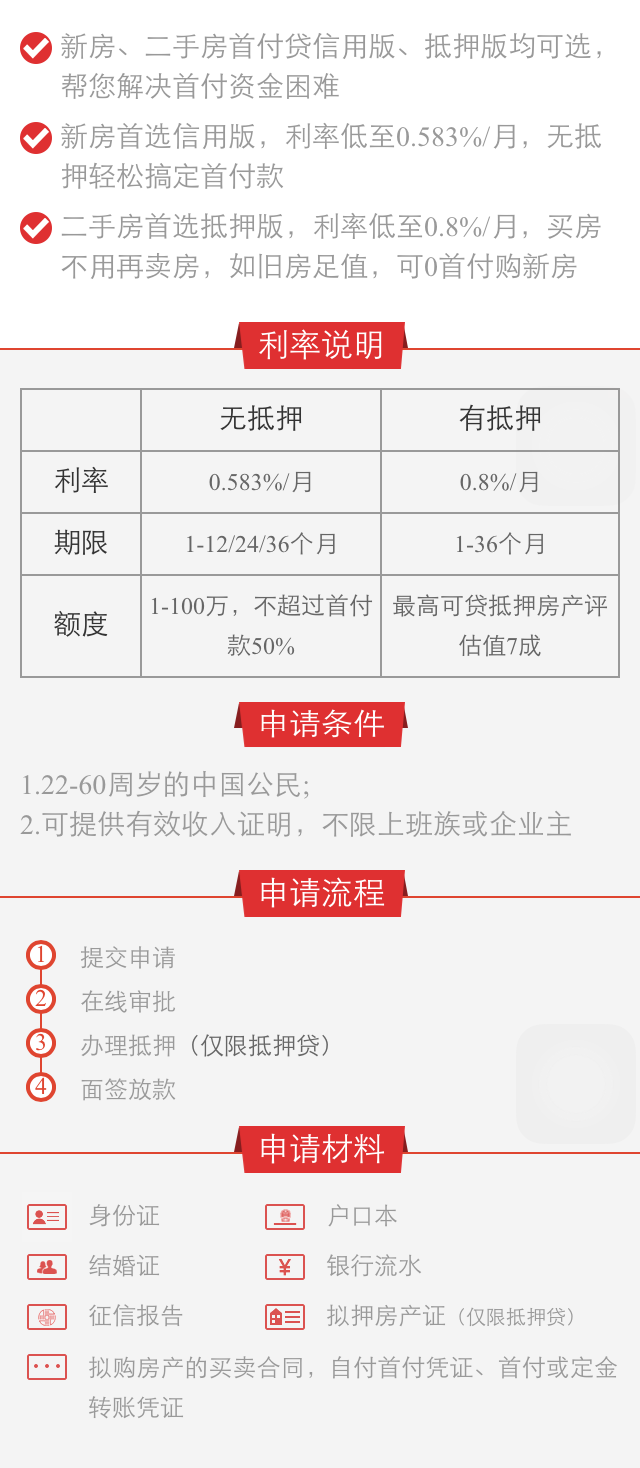 新房、二手房首付贷信用版、抵押版均可选，
帮您解决首付资金困难
新房首选信用版，利率低至0.583%/月，无抵
押轻松搞定首付款
二手房首选抵押版，利率低至0.8%/月，买房
不用再卖房，如旧房足值，可0首付购新房
利率说明
无抵押 有抵押
利率 0.583%/月 0.8%/月
期限 1-12/24/36个月 1-36个月
额度 1-100万，不超过首付款50% 最高可贷抵押房产评估值7成
申请条件
1.22-60周岁的中国公民;
2.可提供有效收入证明，不限上班族或企业主
申请流程
1 提交申请
2 在线审批
3 办理抵押（仅限抵押贷）
4 面签放款
申请材料
身份证 户口本
结婚证 ¥ 银行流水
征信报告 拟押房产证（仅限抵押贷）
拟购房产的买卖合同，自付首付凭证、首付或定金
转账凭证